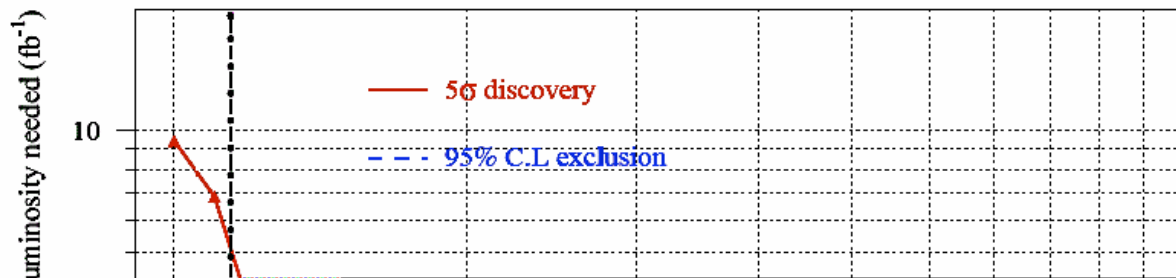 uminosity needed (fb⁻¹)
5σ discovery
10
95% C.L exclusion